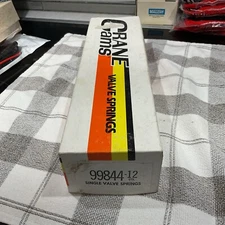 CRANE
Cams
VALVE SPRINGS
99844-12
SINGLE VALVE SPRINGS